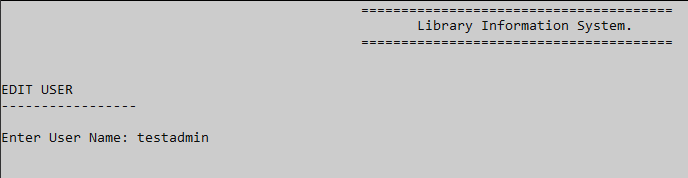 =======================================
Library Information System.
=======================================
EDIT USER
-----------------
Enter User Name: testadmin